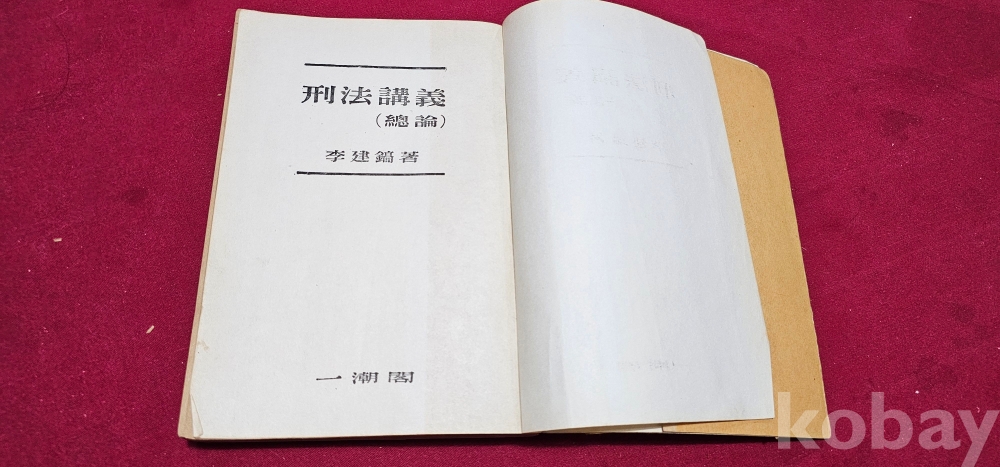 刑法講義
(總論)
李建鎬著
一潮閣
kobay